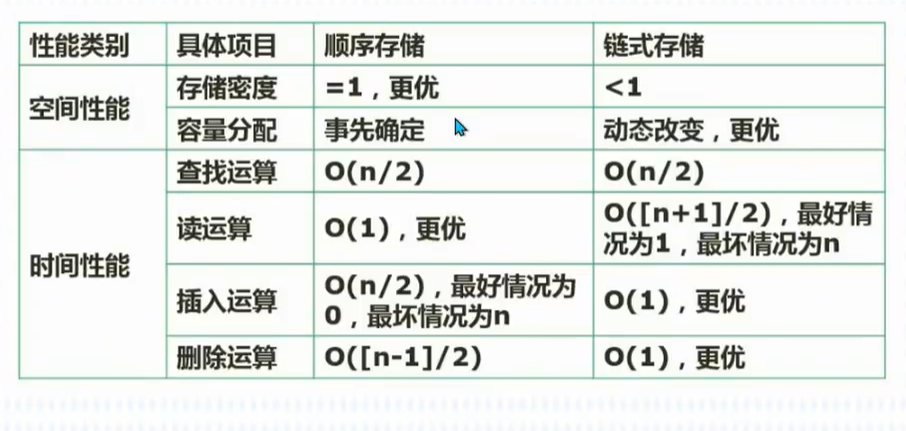 性能类别 具体项目 顺序存储 链式存储
空间性能 存储密度 =1，更优 <1
容量分配 事先确定 动态改变，更优
时间性能 查找运算 O(n/2) O(n/2)
读运算 O(1)，更优 O([n+1]/2)，最好情
况为1，最坏情况为n
插入运算 O(n/2)，最好情况为
0，最坏情况为n O(1)，更优
删除运算 O([n-1]/2) O(1)，更优